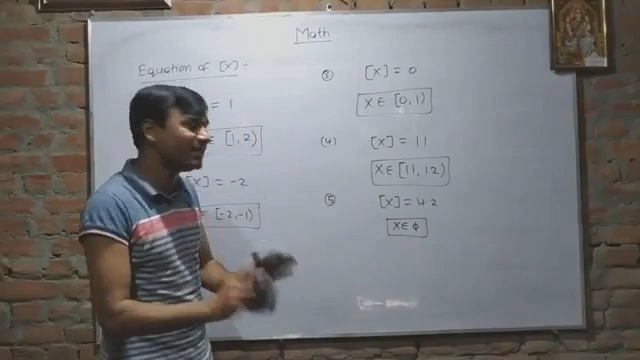 Math
Equation of [x] :-
= 1
[1, 2)
[x] = -2
= [-2, -1)
(3) [x] = 0
x ∈ [0, 1)
(4) [x] = 11
x ∈ [11, 12)
(5) [x] = 4.2
x ∈ ϕ